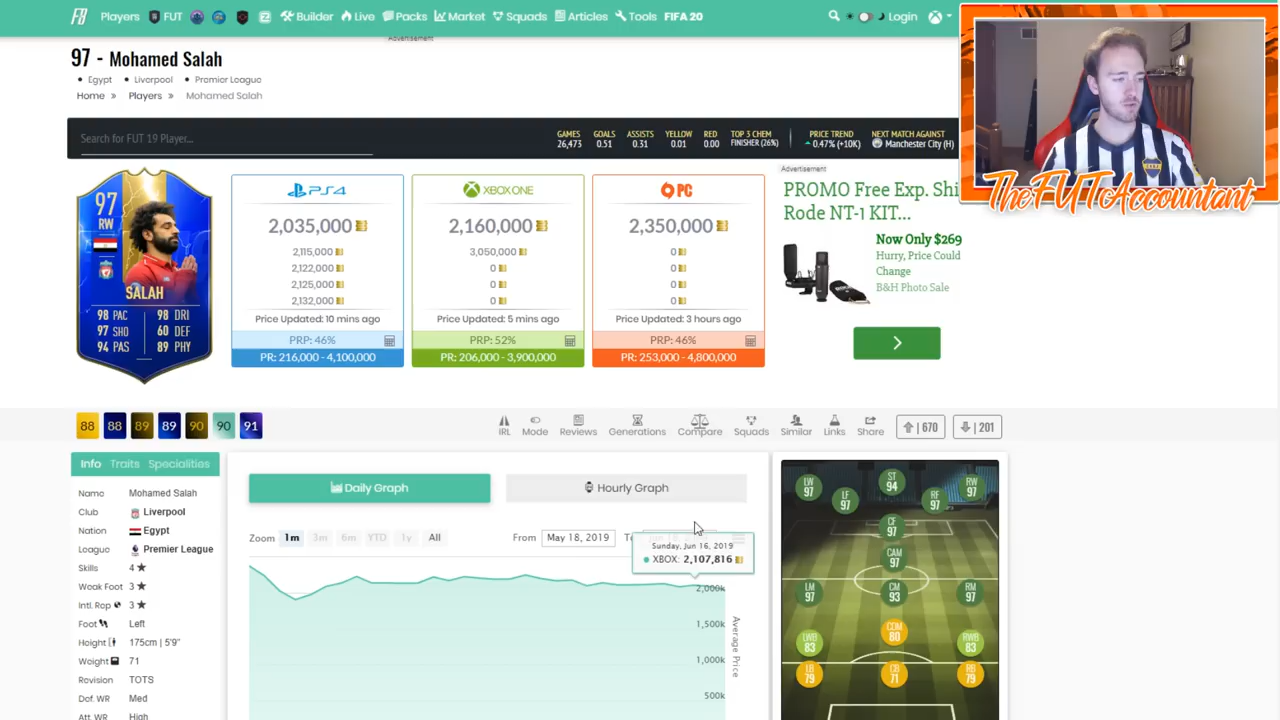 F8 Players FUT Z Builder Live Packs Market Squads Articles Tools FIFA 20 Login
Advertisement
97 - Mohamed Salah
Egypt Liverpool Premier League
Home » Players » Mohamed Salah
Search for FUT 19 Player...
GAMES GOALS ASSISTS YELLOW RED TOP 3 CHEM PRICE TREND NEXT MATCH AGAINST
26,473 0.51 0.31 0.01 0.00 FINISHER (26%) 0.47% (+10K) Manchester City (H)
TheFUTAccountant
97
RW
SALAH
98 PAC 98 DRI
97 SHO 60 DEF
94 PAS 89 PHY
PS4
2,035,000
2,115,000
2,122,000
2,125,000
2,132,000
Price Updated: 10 mins ago
PRP: 46%
PR: 216,000 - 4,100,000
XBOX ONE
2,160,000
3,050,000
0
0
0
Price Updated: 5 mins ago
PRP: 52%
PR: 206,000 - 3,900,000
PC
2,350,000
0
0
0
0
Price Updated: 3 hours ago
PRP: 46%
PR: 253,000 - 4,800,000
Advertisement
PROMO Free Exp. Shi
Rode NT-1 KIT...
Now Only $269
Hurry, Price Could
Change
B&H Photo Sale
88 88 89 89 90 90 91
IRL Mode Reviews Generations Compare Squads Similar Links Share | 670 | 201
Info Traits Specialities
Name Mohamed Salah
Club Liverpool
Nation Egypt
League Premier League
Skills 4
Weak Foot 3
Intl. Rep 3
Foot Left
Height 175cm | 5'9"
Weight 71
Revision TOTS
Def. WR Med
Att. WR High
Daily Graph Hourly Graph
Zoom 1m 3m 6m YTD 1y All From May 18, 2019
Sunday, Jun 16, 2019
XBOX: 2,107,816
2,000k
1,500k
1,000k
500k
Average Price
LW 97
LF 97
ST 94
RF 97
RW 97
CF 97
CAM 97
LM 97
CM 93
RM 97
CDM 80
LWB 83
RWB 83
LB 79
CB 71
RB 79